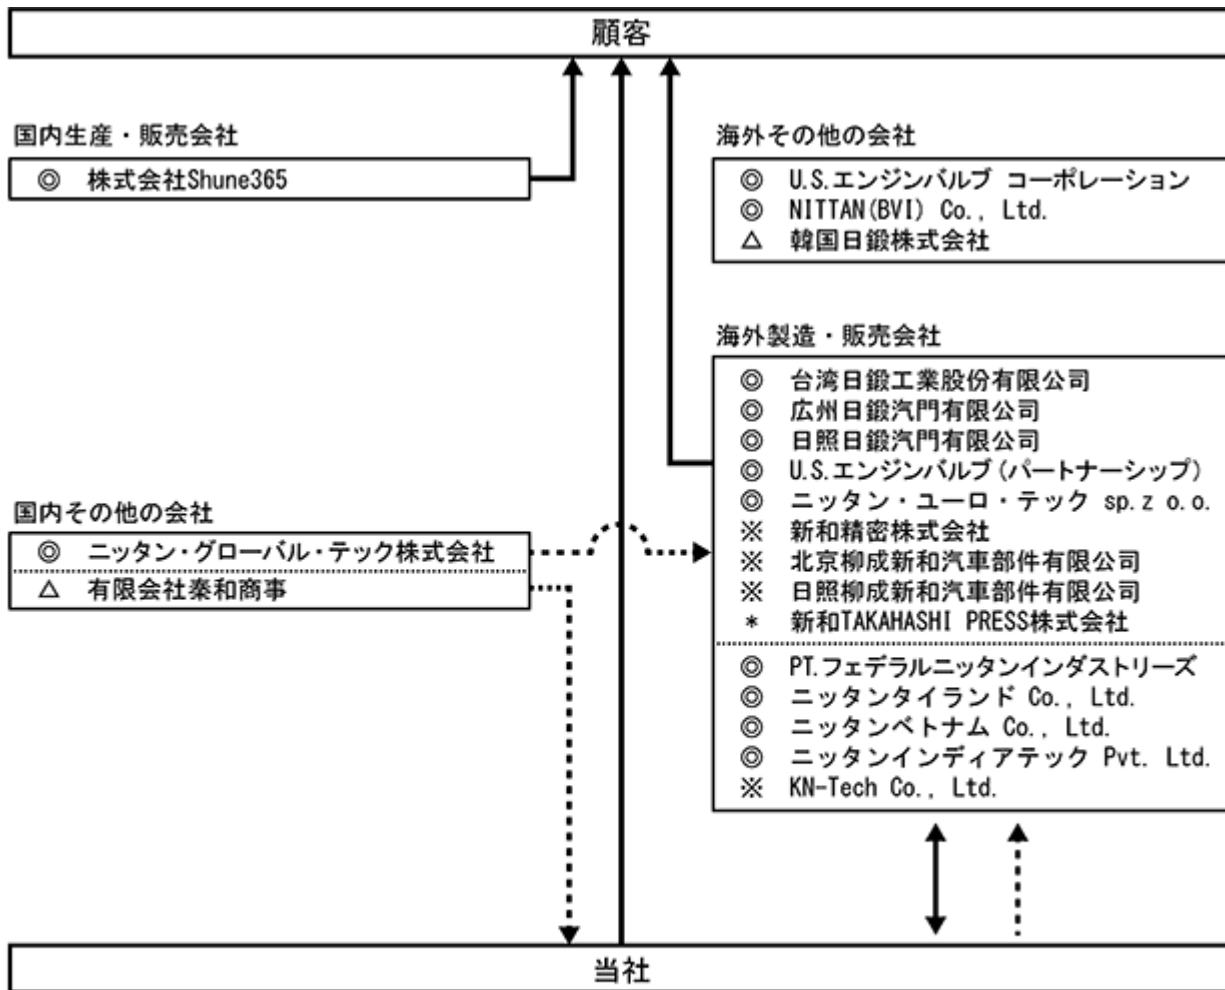 顧客
国内生産・販売会社
◎ 株式会社Shune365
海外その他の会社
◎ U.S.エンジンバルブ コーポレーション
◎ NITTAN(BVI) Co., Ltd.
△ 韓国日鍛株式会社
海外製造・販売会社
◎ 台湾日鍛工業股份有限公司
◎ 広州日鍛汽門有限公司
◎ 日照日鍛汽門有限公司
◎ U.S.エンジンバルブ(パートナーシップ)
◎ ニッタン・ユーロ・テック sp.z o.o.
※ 新和精密株式会社
※ 北京柳成新和汽車部件有限公司
※ 日照柳成新和汽車部件有限公司
* 新和TAKAHASHI PRESS株式会社
◎ PT.フェデラルニッタンインダストリーズ
◎ ニッタンタイランド Co., Ltd.
◎ ニッタンベトナム Co., Ltd.
◎ ニッタンインディアテック Pvt. Ltd.
※ KN-Tech Co., Ltd.
国内その他の会社
◎ ニッタン・グローバル・テック株式会社
△ 有限会社秦和商事
当社